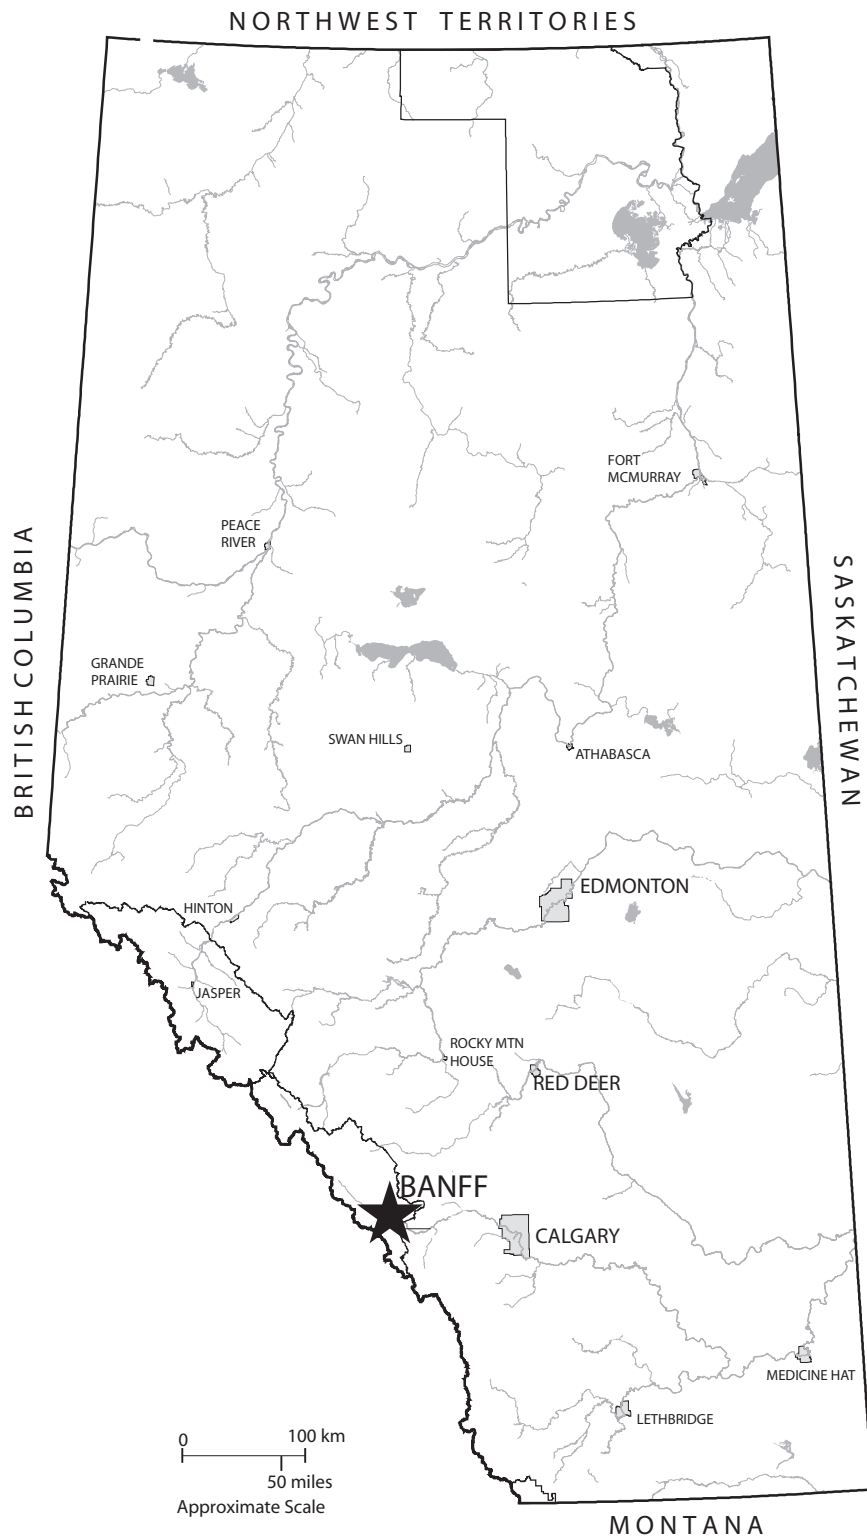 NORTHWEST TERRITORIES
FORT
MCMURRAY
PEACE
RIVER
BRITISH COLUMBIA
SASKATCHEWAN
GRANDE
PRAIRIE
SWAN HILLS
ATHABASCA
EDMONTON
HINTON
JASPER
ROCKY MTN
HOUSE
RED DEER
BANFF
CALGARY
MEDICINE HAT
LETHBRIDGE
0
100 km
50 miles
Approximate Scale
MONTANA